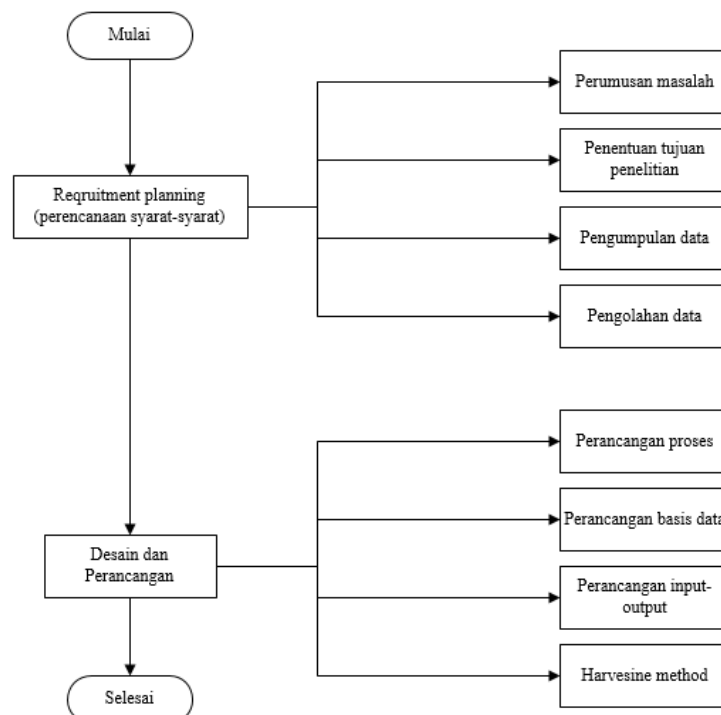 Mulai
Reqruitment planning
(perencanaan syarat-syarat)
Perumusan masalah
Penentuan tujuan
penelitian
Pengumpulan data
Pengolahan data
Desain dan
Perancangan
Perancangan proses
Perancangan basis data
Perancangan input-
output
Harvesine method
Selesai